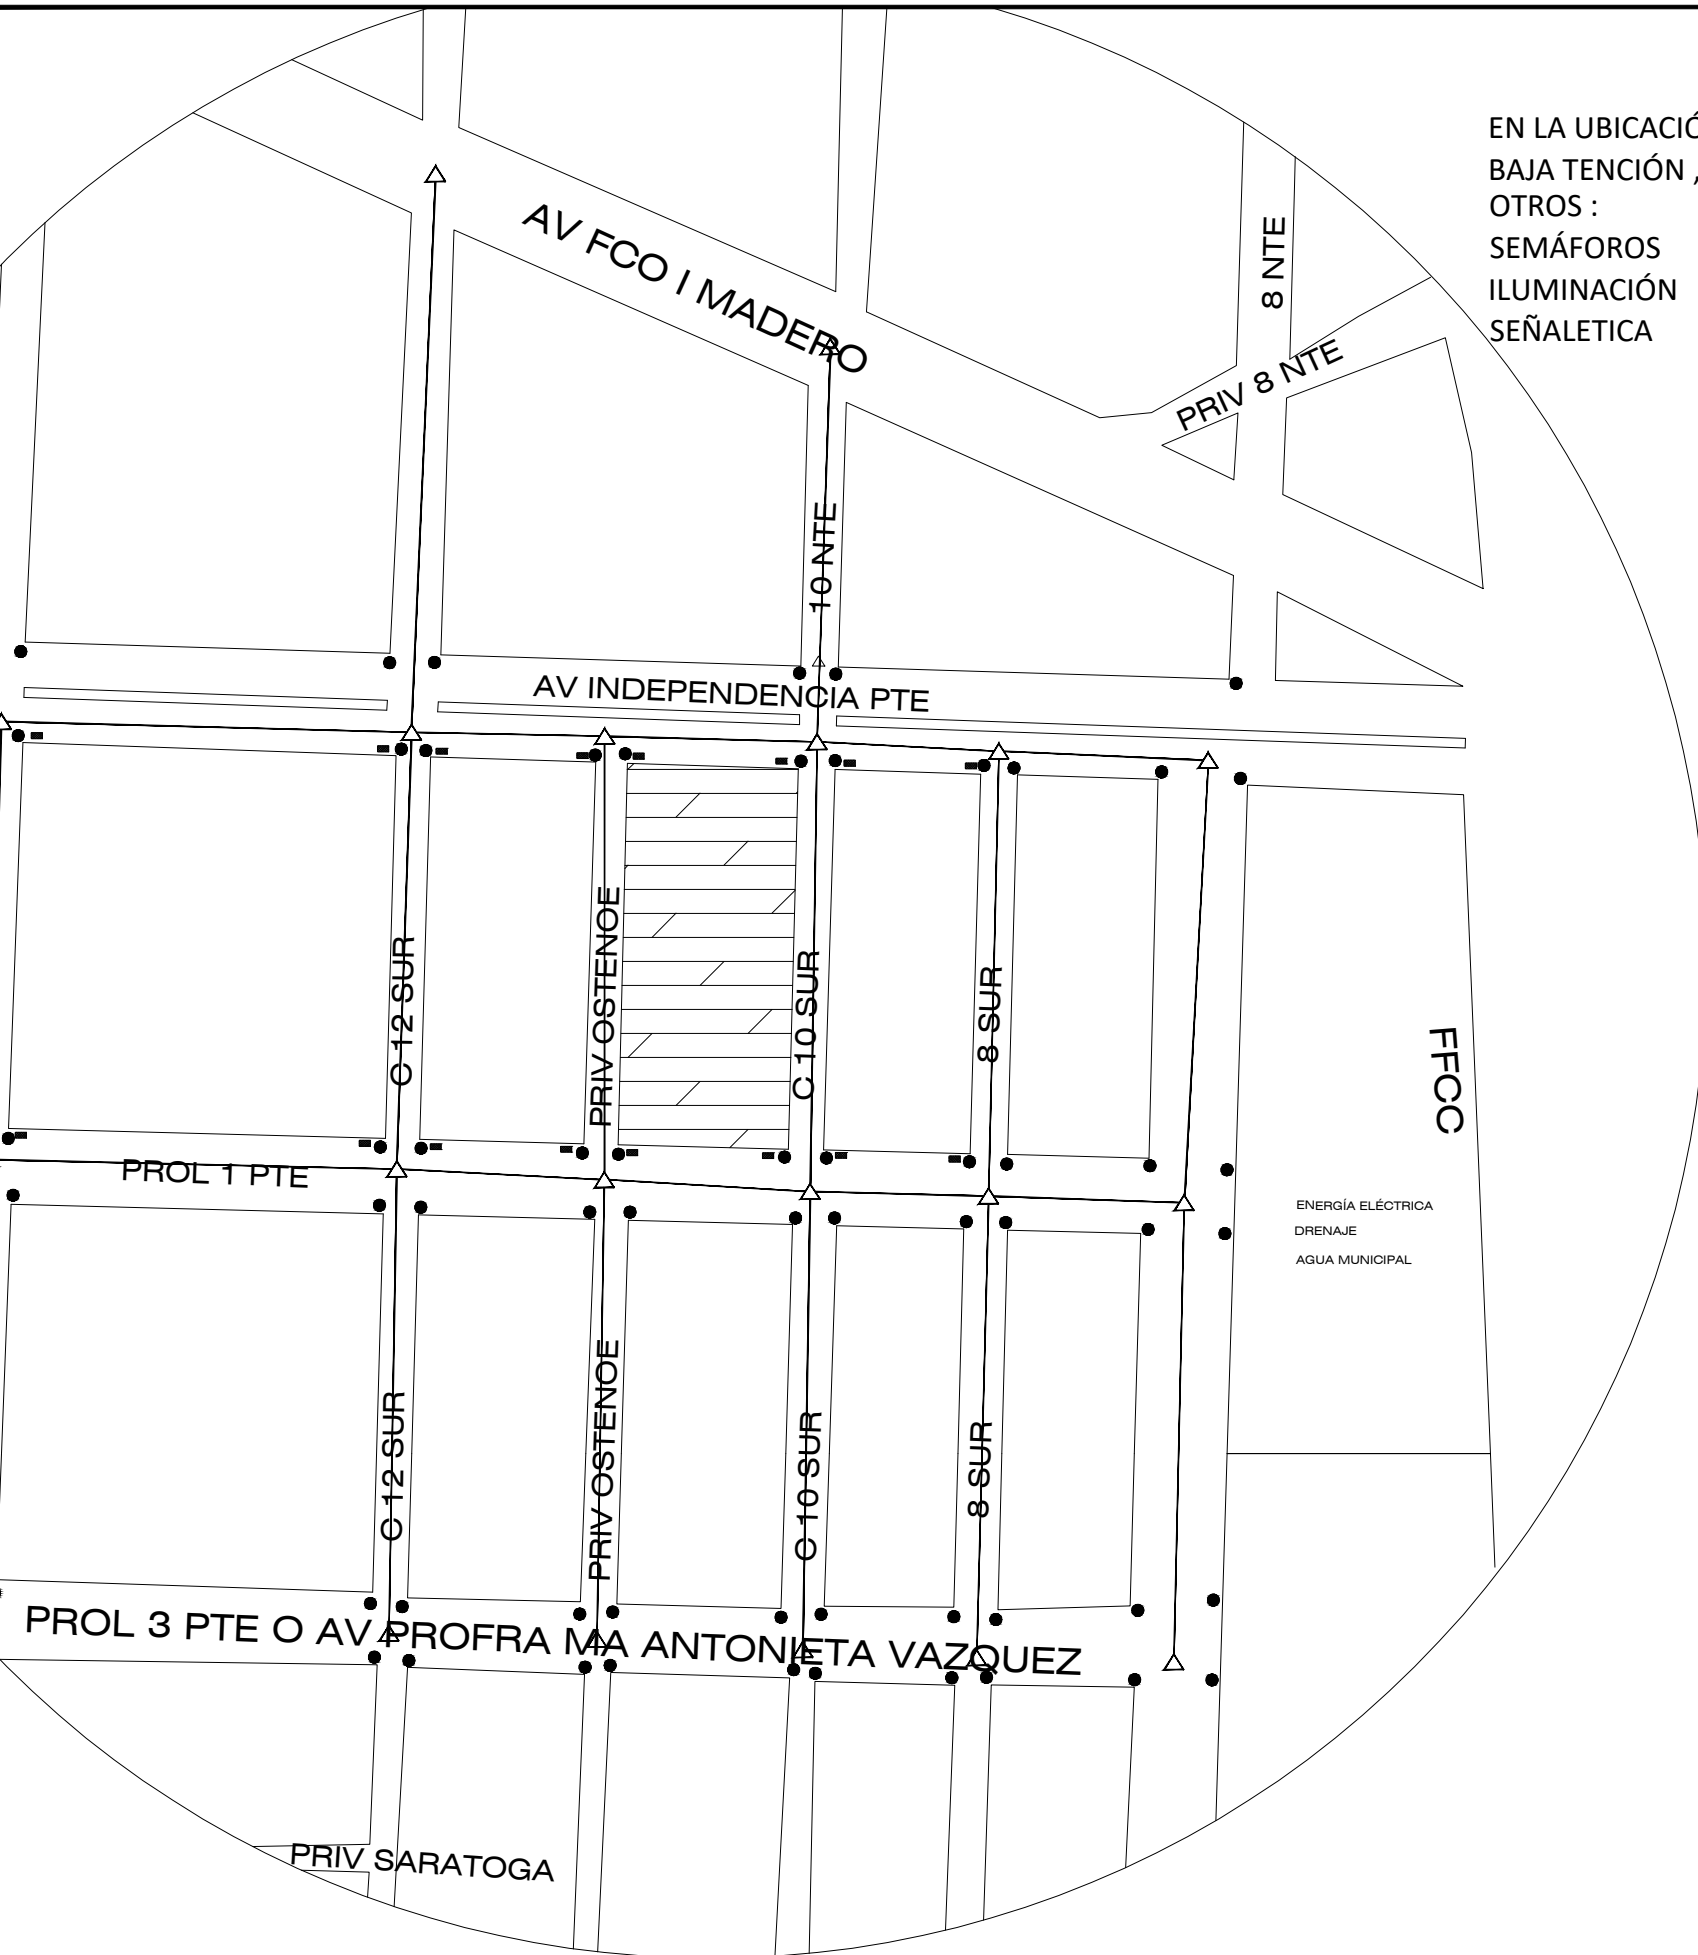 EN LA UBICACIÓ
BAJA TENCIÓN ,
OTROS :
SEMÁFOROS
ILUMINACIÓN
SEÑALETICA
AV FCO I MADERO
8 NTE
PRIV 8 NTE
10 NTE
AV INDEPENDENCIA PTE
C 12 SUR
PRIV OSTENOE
C 10 SUR
8 SUR
FFCC
PROL 1 PTE
ENERGÍA ELÉCTRICA
DRENAJE
AGUA MUNICIPAL
C 12 SUR
PRIV OSTENOE
C 10 SUR
8 SUR
PROL 3 PTE O AV PROFRA MA ANTONIETA VAZQUEZ
PRIV SARATOGA